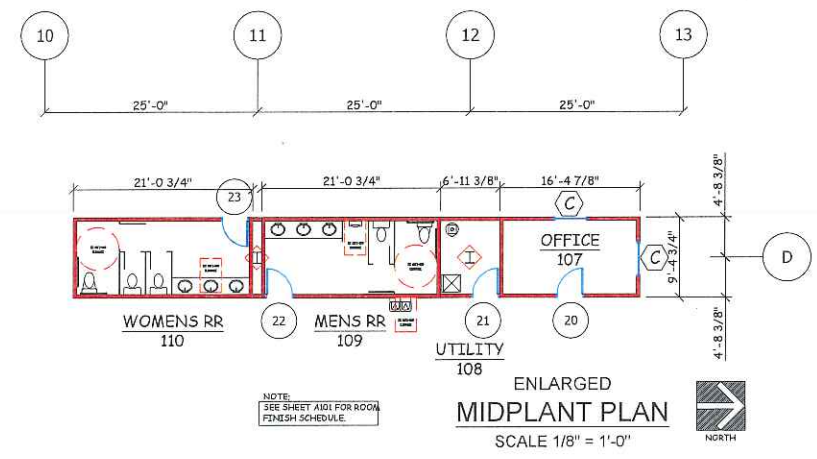 10
11
12
13
25'-0"
25'-0"
25'-0"
21'-0 3/4"
21'-0 3/4"
6'-11 3/8"
16'-4 7/8"
4'-8 3/8"
23
C
OFFICE
107
C
9'-4 3/4"
D
4'-8 3/8"
WOMENS RR
110
22
MENS RR
109
21
20
UTILITY
108
NOTE:
SEE SHEET A101 FOR ROOM
FINISH SCHEDULE.
ENLARGED
MIDPLANT PLAN
SCALE 1/8" = 1'-0"
NORTH